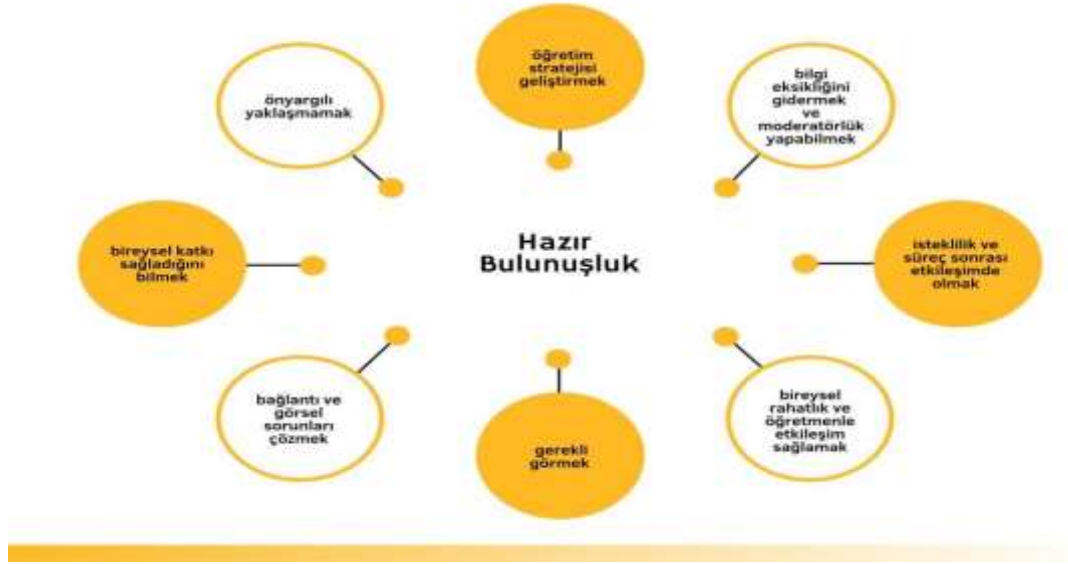 öğretim
stratejisi
geliştirmek
önyargılı
yaklaşmamak
bilgi
eksikliğini
gidermek
ve
moderatörlük
yapabilmek
Hazır
Bulunuşluk
bireysel katkı
sağladığını
bilmek
isteklilik ve
süreç sonrası
etkileşimde
olmak
bağlantı ve
görsel
sorunları
çözmek
gerekli
görmek
bireysel
rahatlık ve
öğretmenle
etkileşim
sağlamak